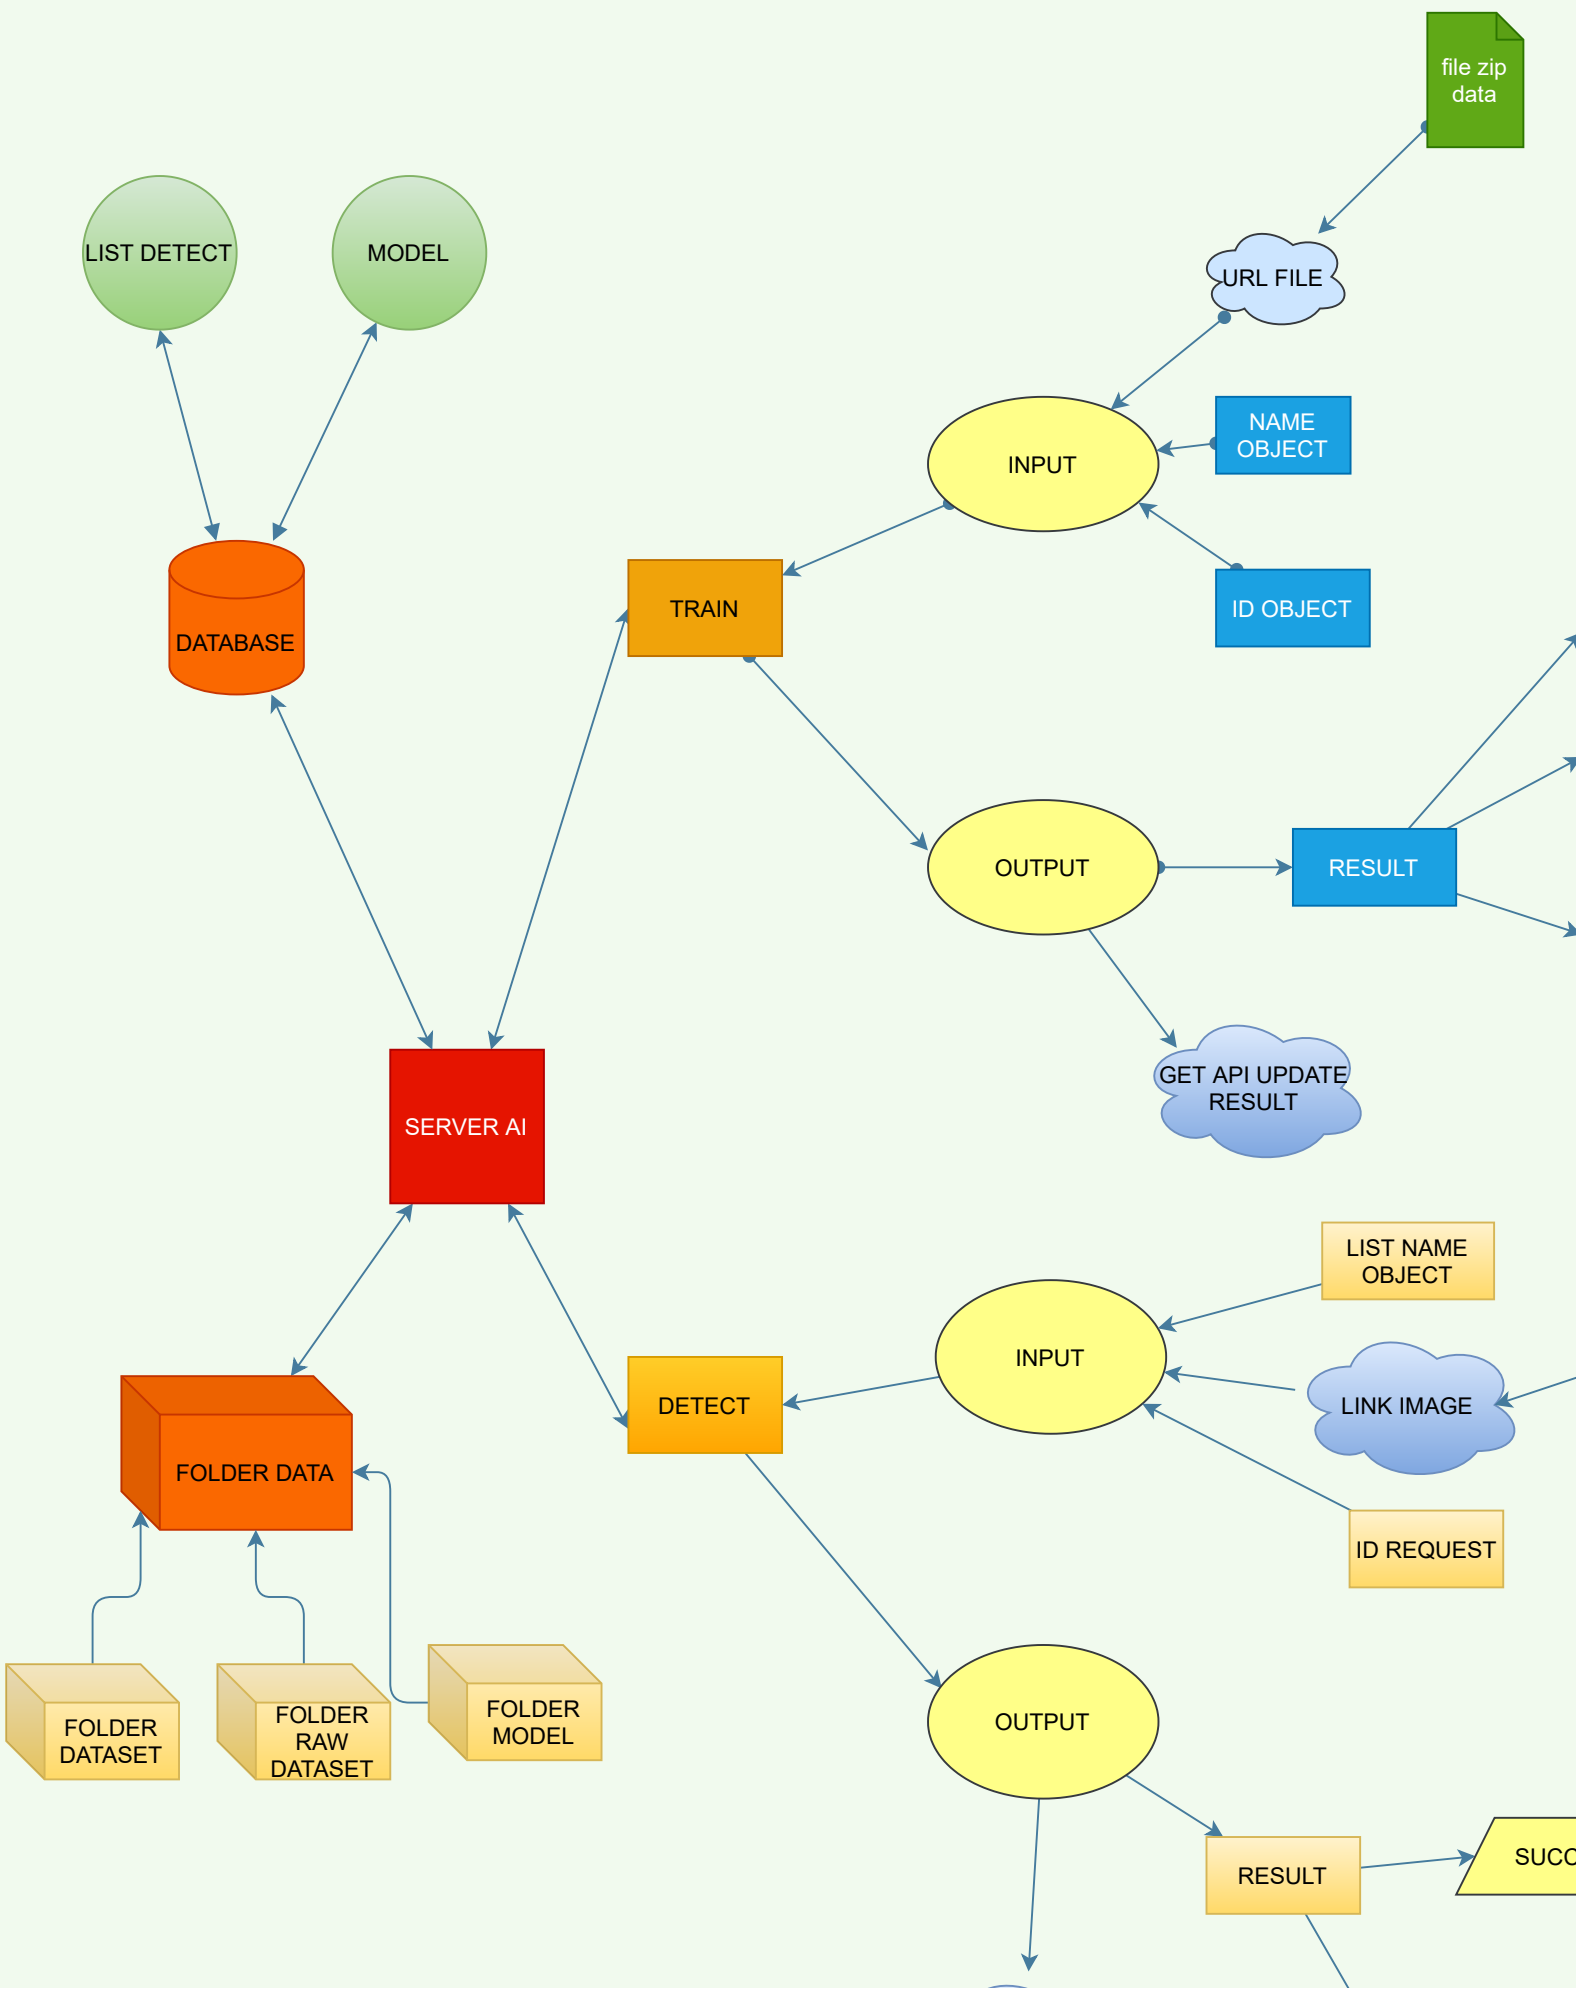 file zip
data
LIST DETECT
MODEL
URL FILE
NAME
OBJECT
INPUT
TRAIN
ID OBJECT
DATABASE
OUTPUT
RESULT
GET API UPDATE
RESULT
SERVER AI
LIST NAME
OBJECT
INPUT
LINK IMAGE
DETECT
FOLDER DATA
ID REQUEST
FOLDER
DATASET
FOLDER
RAW
DATASET
FOLDER
MODEL
OUTPUT
RESULT
SUCC